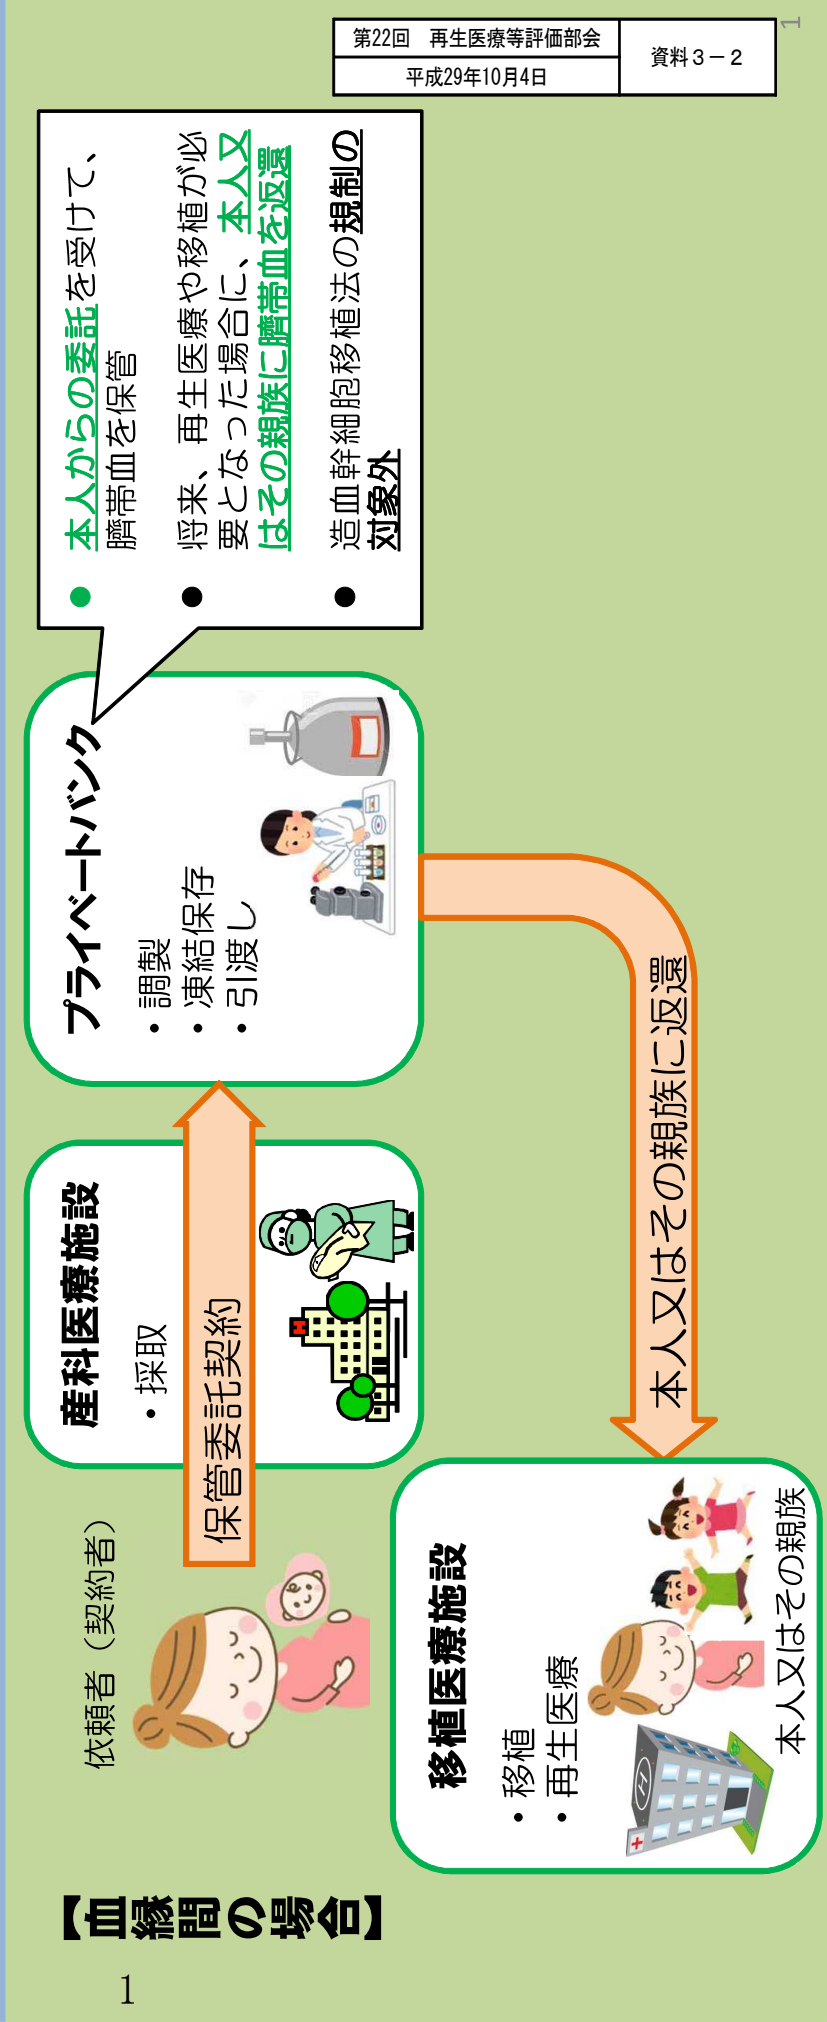 第22回　再生医療等評価部会
平成29年10月4日
資料３－２
1
【血縁間の場合】
依頼者（契約者）
産科医療施設
・採取
保管委託契約
プライベートバンク
・調製
・凍結保存
・引渡し
● 本人からの委託を受けて、
臍帯血を保管
● 将来、再生医療や移植が必
要となった場合に、本人又
はその親族に臍帯血を返還
● 造血幹細胞移植法の規制の
対象外
本人又はその親族に返還
移植医療施設
・移植
・再生医療
H
本人又はその親族
1